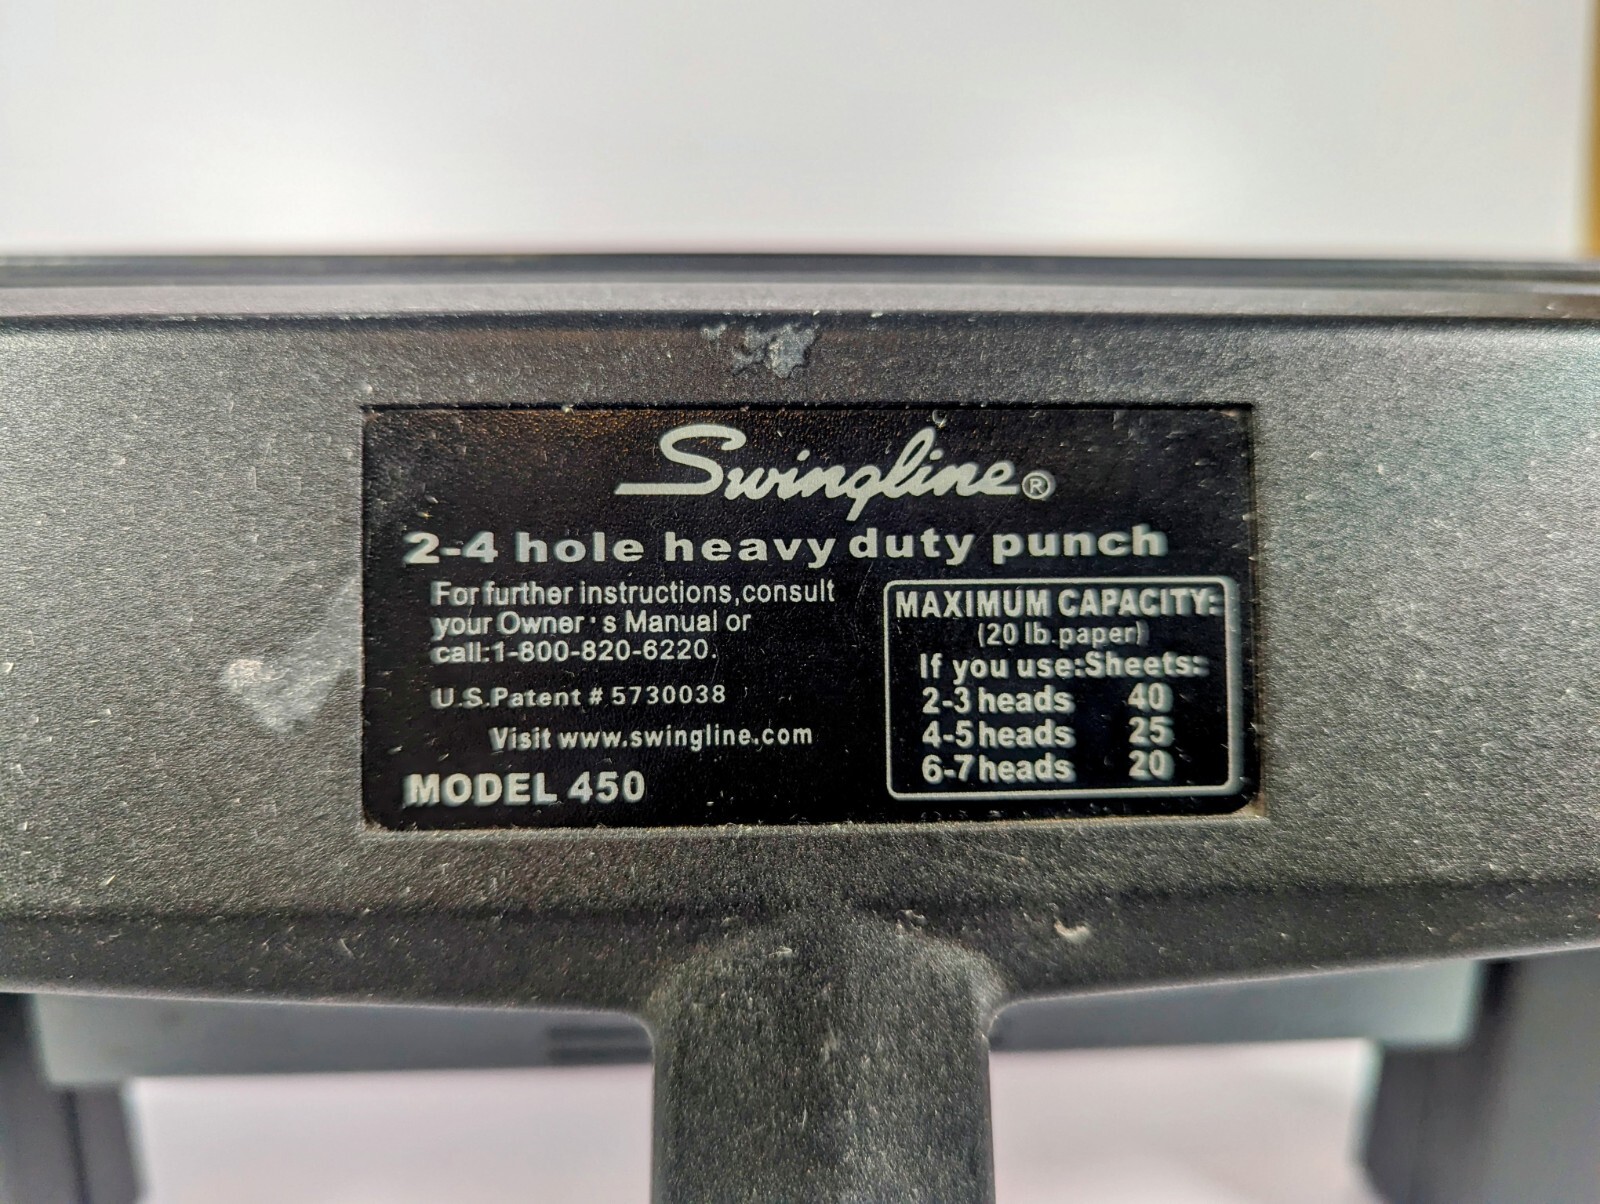 Swingline®
2-4 hole heavy duty punch
For further instructions,consult
your Owner's Manual or
call:1-800-820-6220.
U.S.Patent # 5730038
Visit www.swingline.com
MODEL 450
MAXIMUM CAPACITY:
(20 lb.paper)
If you use:Sheets:
2-3 heads 40
4-5 heads 25
6-7 heads 20